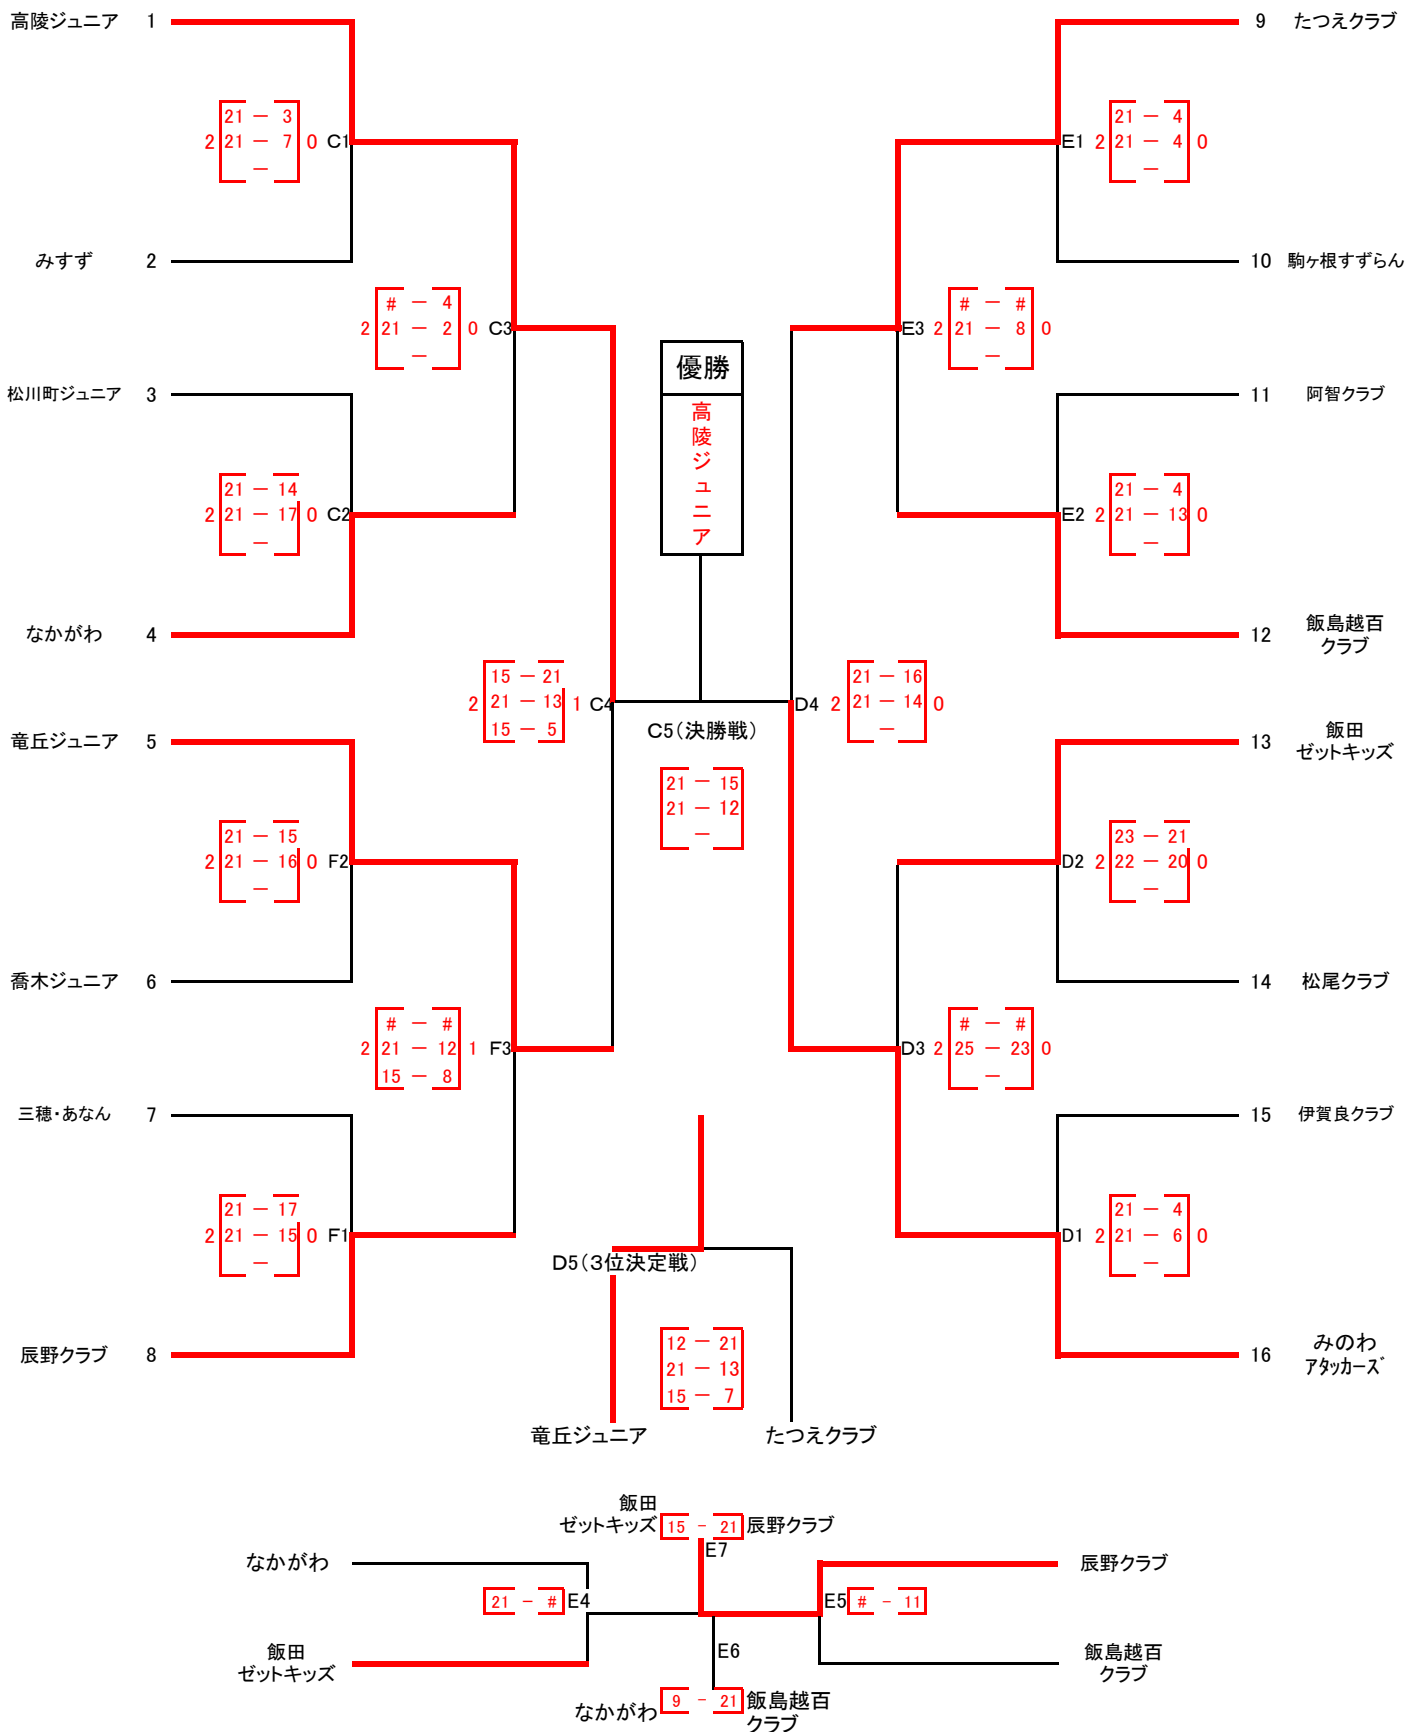 高陵ジュニア 1
9 たつえクラブ
21 － 3
2 21 － 7 0 C1
－
21 － 4
E1 2 21 － 4 0
－
みすず 2
10 駒ヶ根すずらん
# － 4
2 21 － 2 0 C3
－
# － #
E3 2 21 － 8 0
－
優勝
高陵ジュニア
松川町ジュニア 3
11 阿智クラブ
21 － 14
2 21 － 17 0 C2
－
21 － 4
E2 2 21 － 13 0
－
なかがわ 4
12 飯島越百
クラブ
15 － 21
2 21 － 13 1 C4
15 － 5
21 － 16
D4 2 21 － 14 0
－
C5（決勝戦）
21 － 15
21 － 12
－
竜丘ジュニア 5
13 飯田
ゼットキッズ
21 － 15
2 21 － 16 0 F2
－
23 － 21
D2 2 22 － 20 0
－
喬木ジュニア 6
14 松尾クラブ
# － #
2 21 － 12 1 F3
15 － 8
# － #
D3 2 25 － 23 0
－
三穂・あなん 7
15 伊賀良クラブ
21 － 17
2 21 － 15 0 F1
－
21 － 4
D1 2 21 － 6 0
－
D5（3位決定戦）
12 － 21
21 － 13
15 － 7
辰野クラブ 8
16 みのわ
ｱﾀｯｶｰｽﾞ
竜丘ジュニア たつえクラブ
飯田
ゼットキッズ 15 - 21 辰野クラブ
E7
なかがわ
辰野クラブ
21 - # E4
E5 # - 11
飯田
ゼットキッズ
E6
飯島越百
クラブ
なかがわ 9 - 21 飯島越百
クラブ